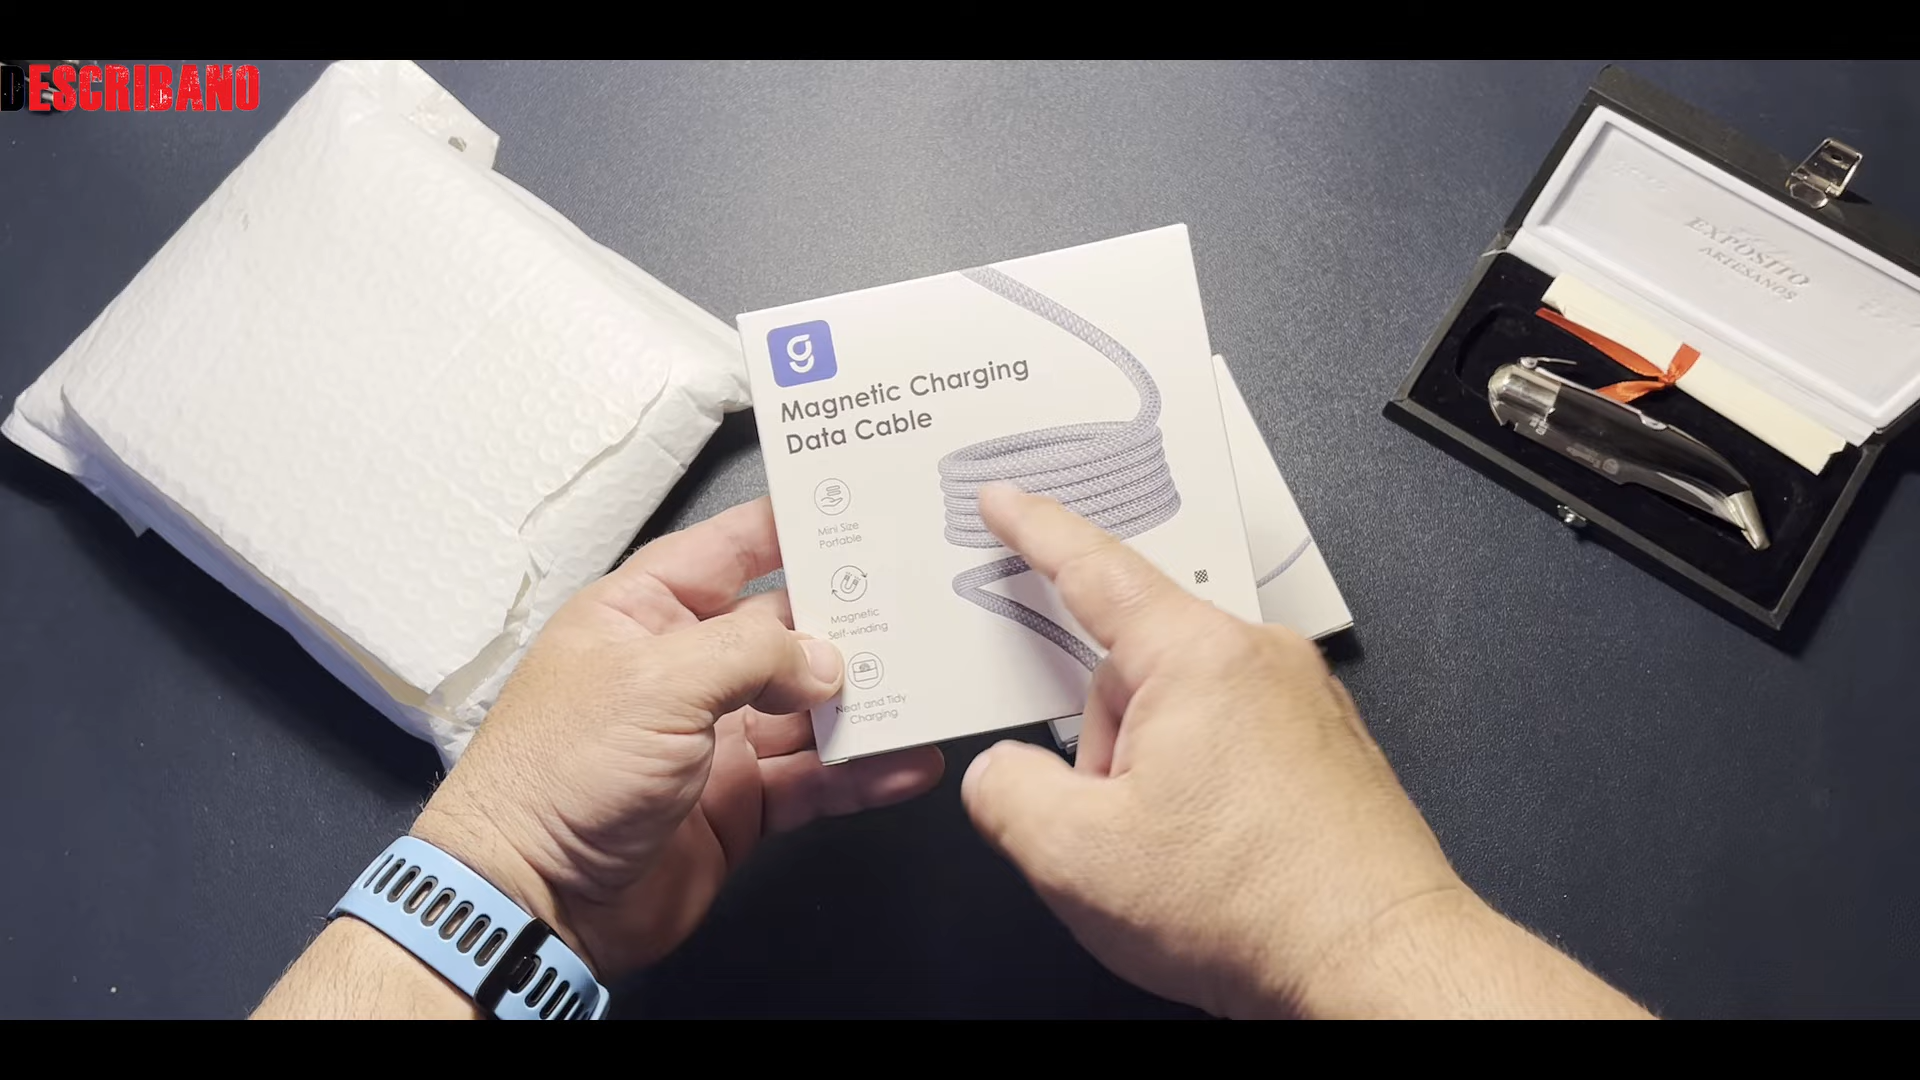 DESCRIBANO
g
Magnetic Charging
Data Cable
Mini Size
Portable
Magnetic
Self-winding
Neat and Tidy
Charging
EXPOSITO
ARTESANOS